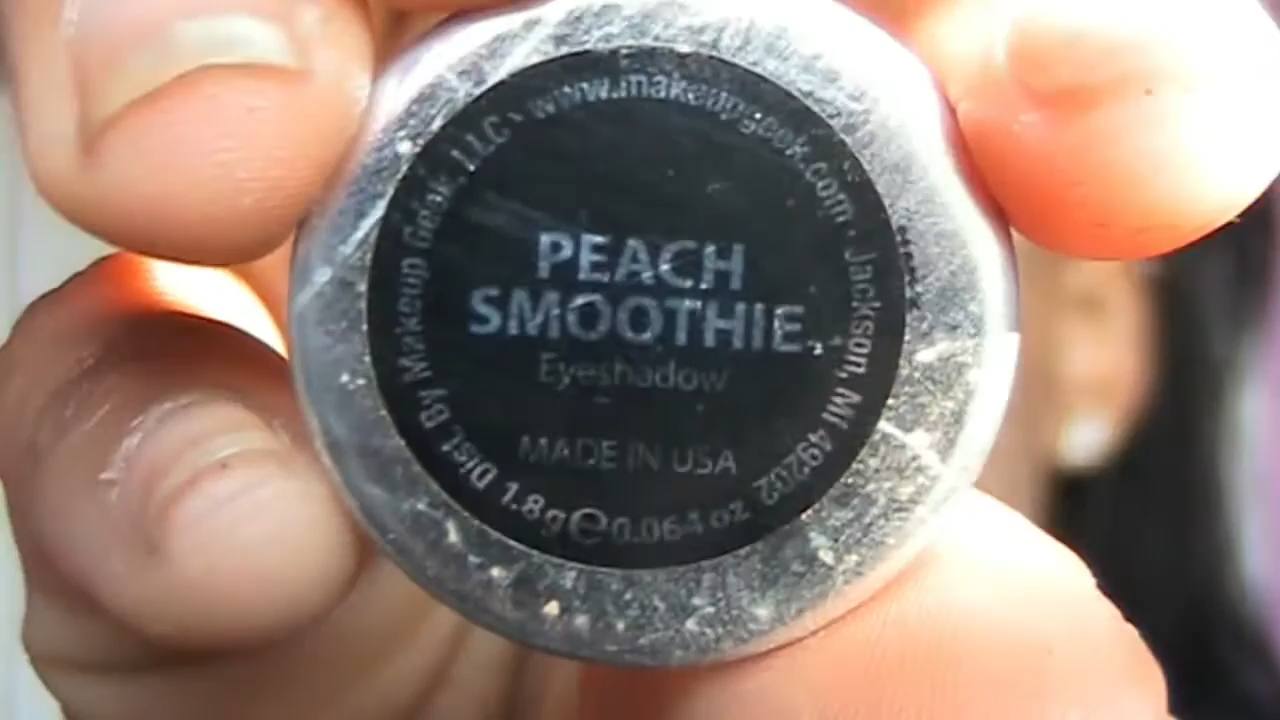 PEACH
SMOOTHIE
Eyeshadow
MADE IN USA
Dist. By Makeup Geek, LLC • www.makeupgeek.com • Jackson, MI 49202
1.8g ℮ 0.064 oz